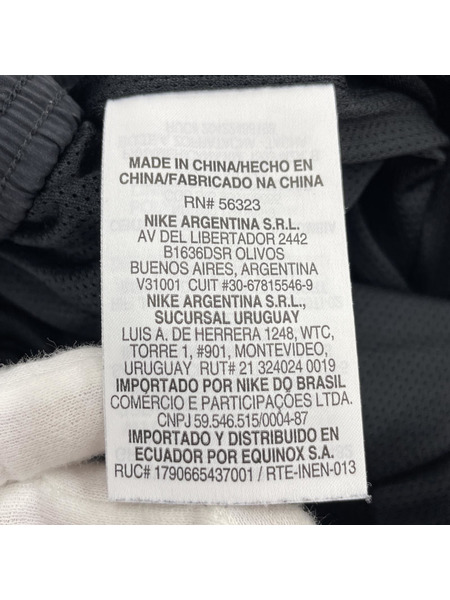 MADE IN CHINA/HECHO EN
CHINA/FABRICADO NA CHINA
RN# 56323
NIKE ARGENTINA S.R.L.
AV DEL LIBERTADOR 2442
B1636DSR OLIVOS
BUENOS AIRES, ARGENTINA
V31001 CUIT #30-67815546-9
NIKE ARGENTINA S.R.L.,
SUCURSAL URUGUAY
LUIS A. DE HERRERA 1248, WTC,
TORRE 1, #901, MONTEVIDEO,
URUGUAY RUT# 21 324024 0019
IMPORTADO POR NIKE DO BRASIL
COMERCIO E PARTICIPAÇÕES LTDA.
CNPJ 59.546.515/0004-87
IMPORTADO Y DISTRIBUIDO EN
ECUADOR POR EQUINOX S.A.
RUC# 1790665437001 / RTE-INEN-013